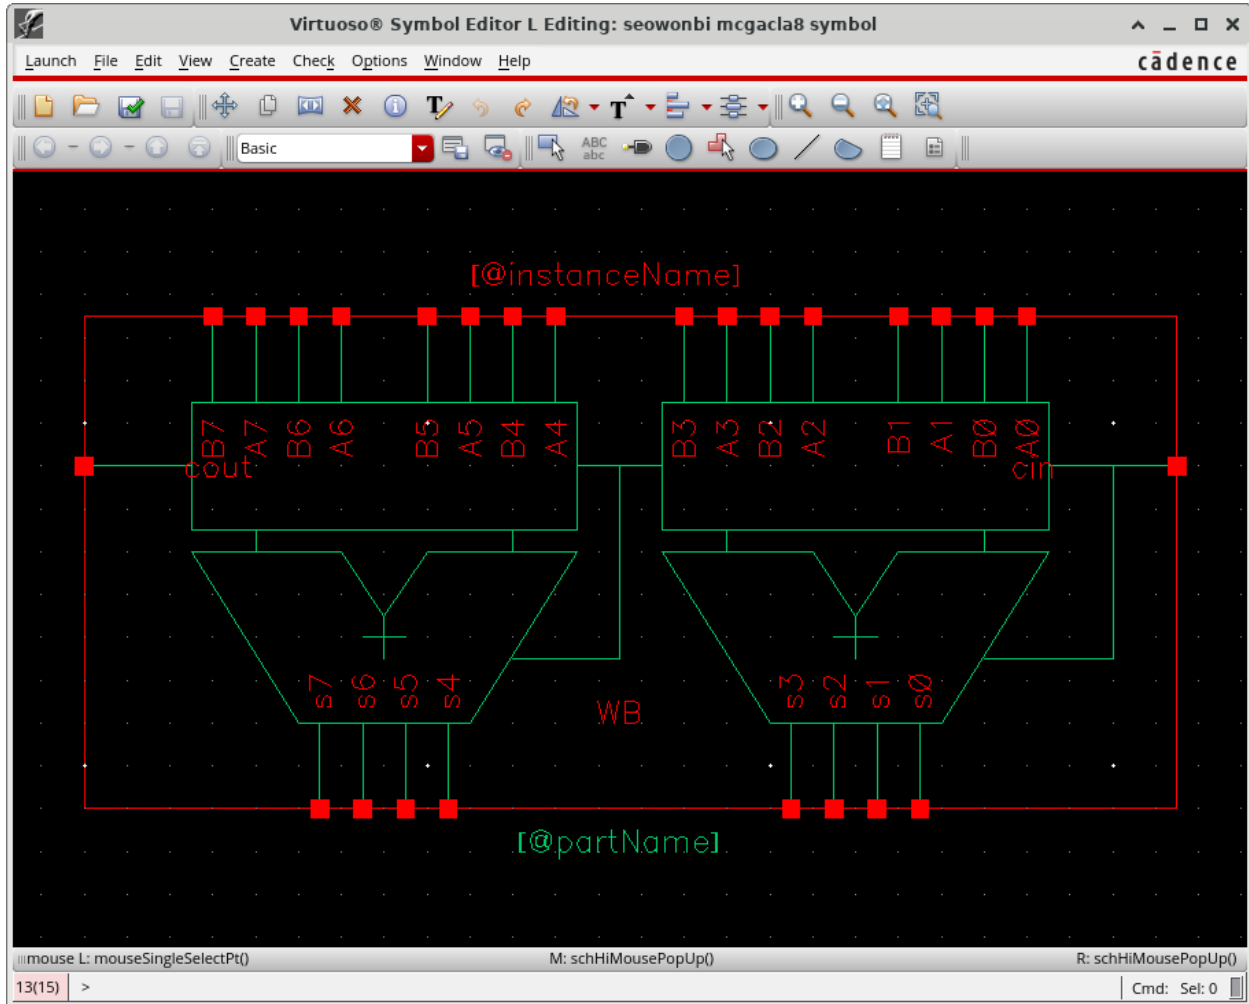 Virtuoso® Symbol Editor L Editing: seowonbi mcgacla8 symbol
Launch File Edit View Create Check Options Window Help
cādence
Basic
ABC
abc
[@instanceName]
B7 A7 B6 A6 B5 A5 B4 A4 B3 A3 B2 A2 B1 A1 B0 A0
cout cin
s7 s6 s5 s4 s3 s2 s1 s0
WB
[@partName]
mouse L: mouseSingleSelectPt() M: schHiMousePopUp() R: schHiMousePopUp()
13(15) > Cmd: Sel: 0